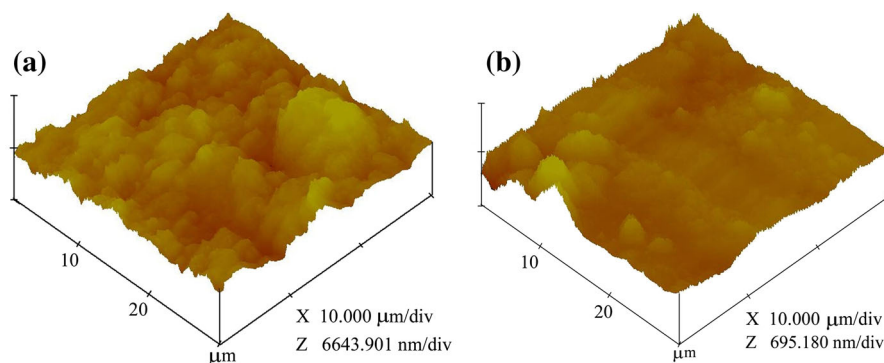 (a)
10
20
μm
X 10.000 μm/div
Z 6643.901 nm/div
(b)
10
20
μm
X 10.000 μm/div
Z 695.180 nm/div